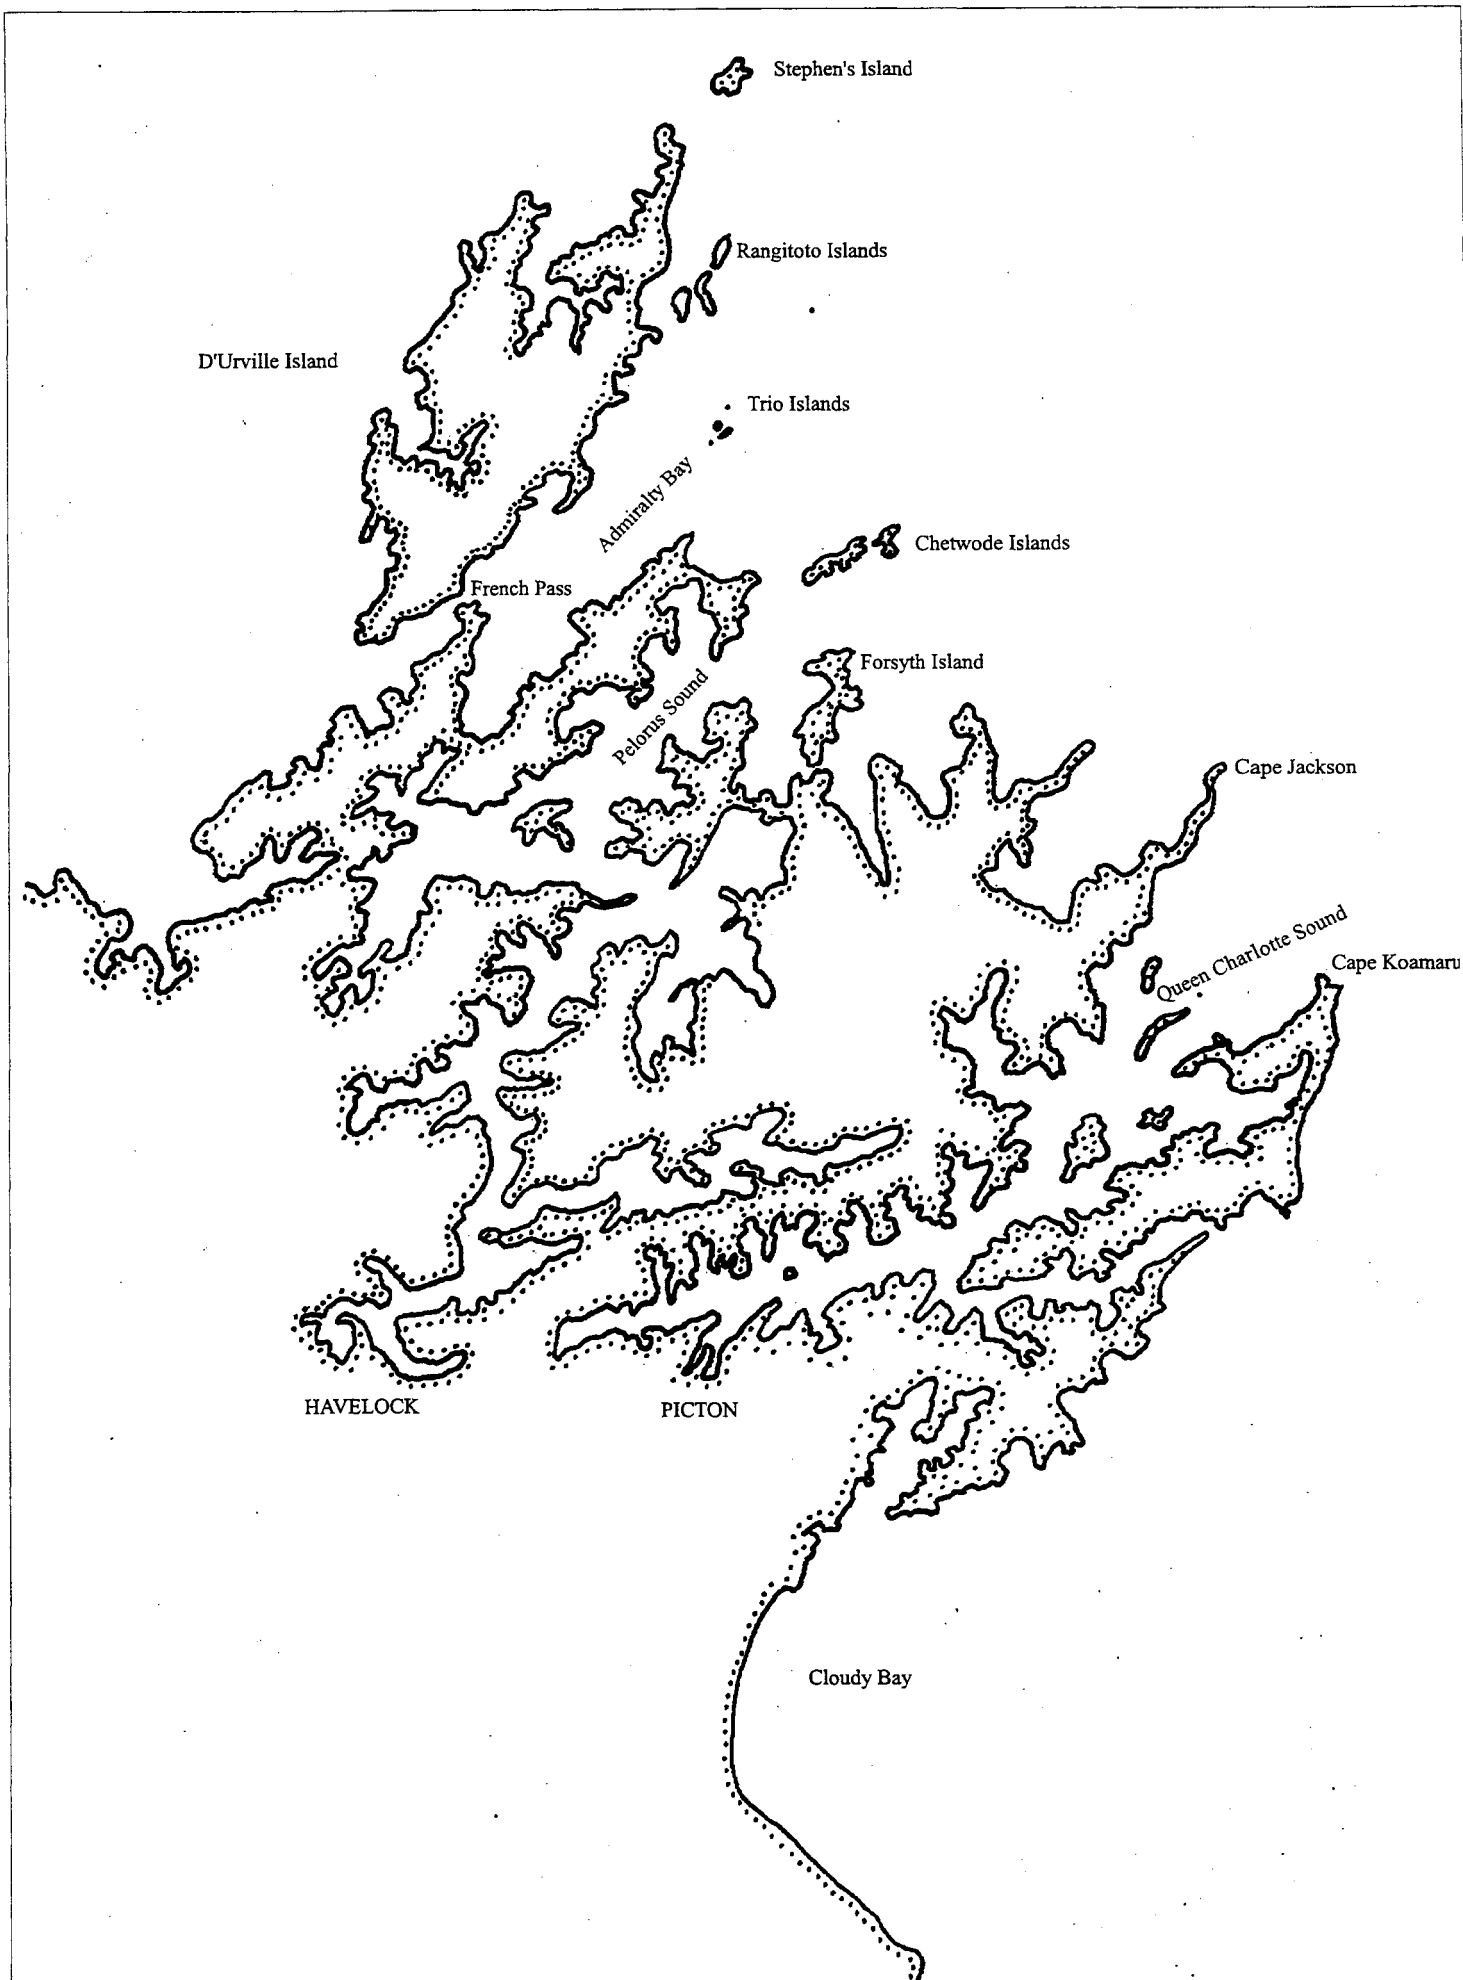 Stephen's Island
Rangitoto Islands
D'Urville Island
Trio Islands
Admiralty Bay
Chetwode Islands
French Pass
Forsyth Island
Pelorus Sound
Cape Jackson
Queen Charlotte Sound
Cape Koamaru
HAVELOCK
PICTON
Cloudy Bay